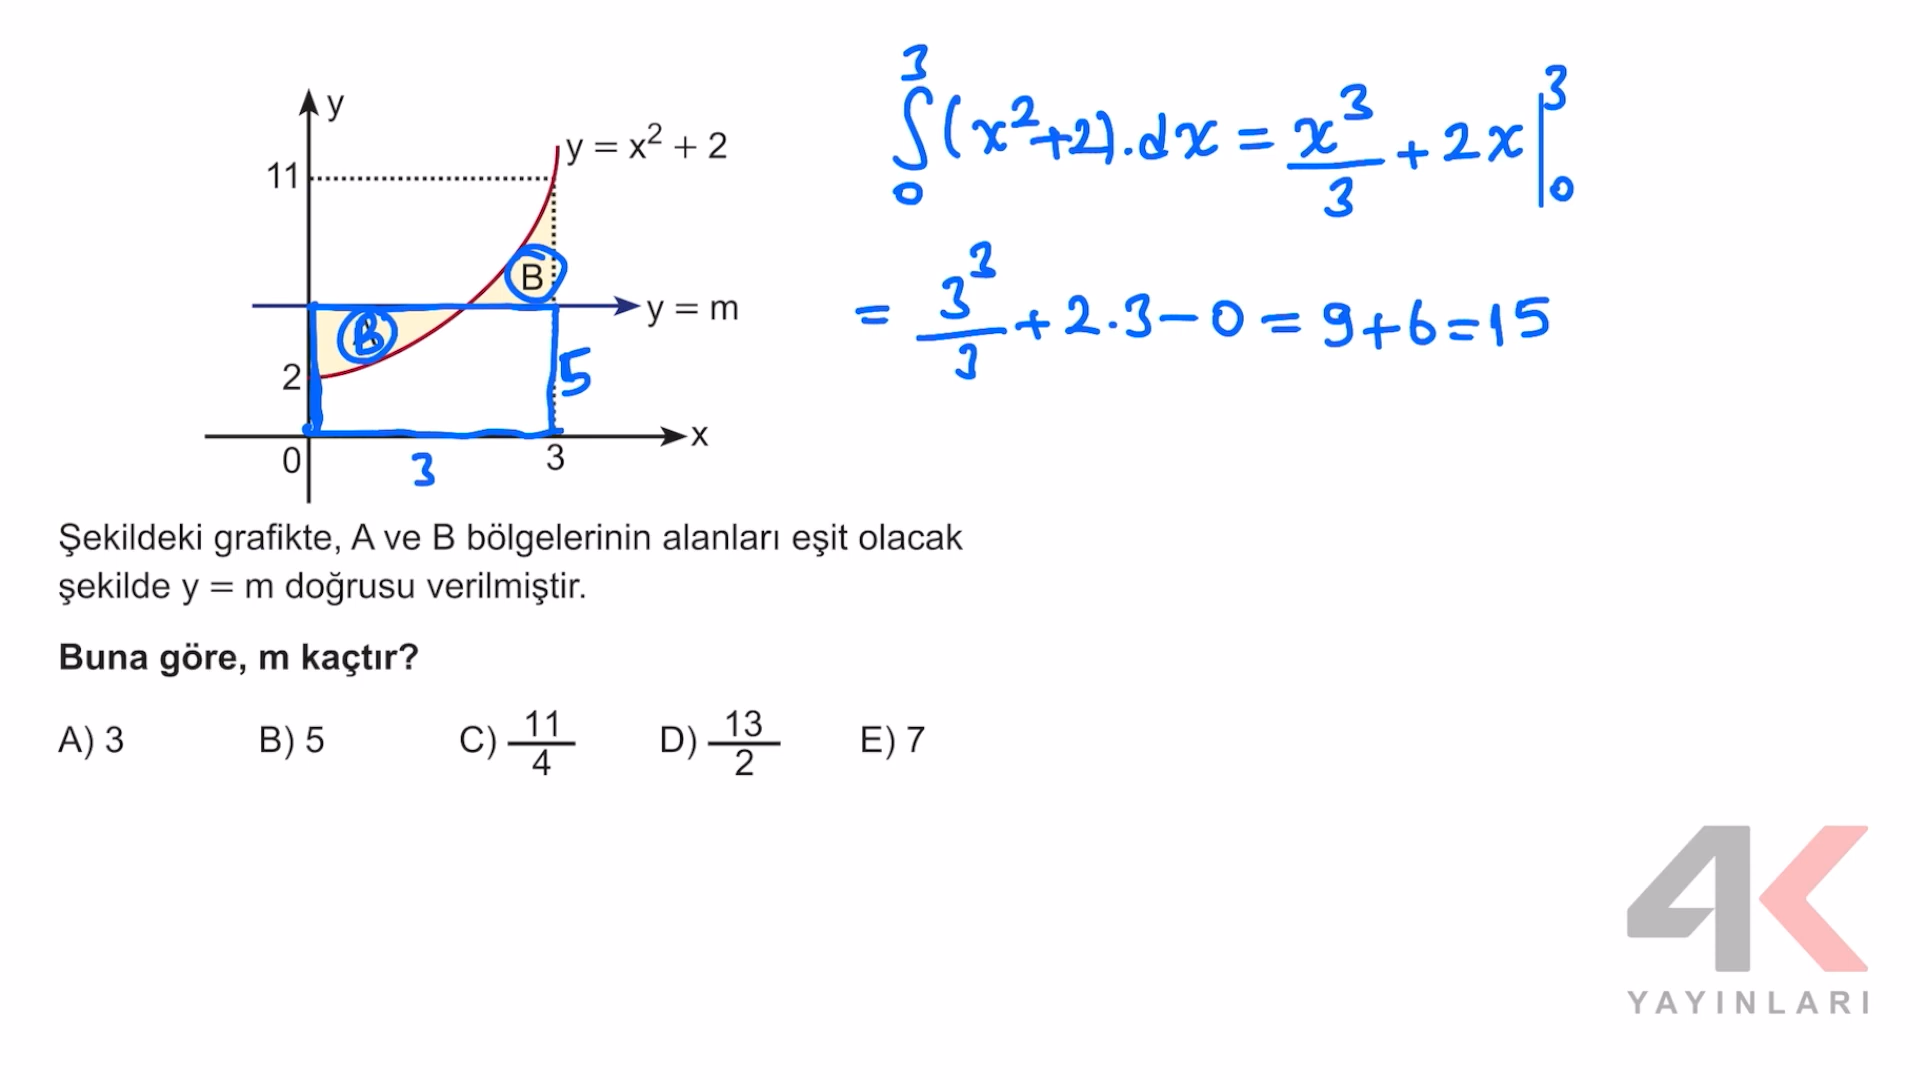 y
y = x² + 2
11
B
B
y = m
2
5
x
0
3
3
∫₀³ (x²+2).dx = x³/3 + 2x |₀³
= 3³/3 + 2.3 - 0 = 9+6=15
Şekildeki grafikte, A ve B bölgelerinin alanları eşit olacak
şekilde y = m doğrusu verilmiştir.
Buna göre, m kaçtır?
A) 3 B) 5 C) 11/4 D) 13/2 E) 7
4K
YAYINLARI